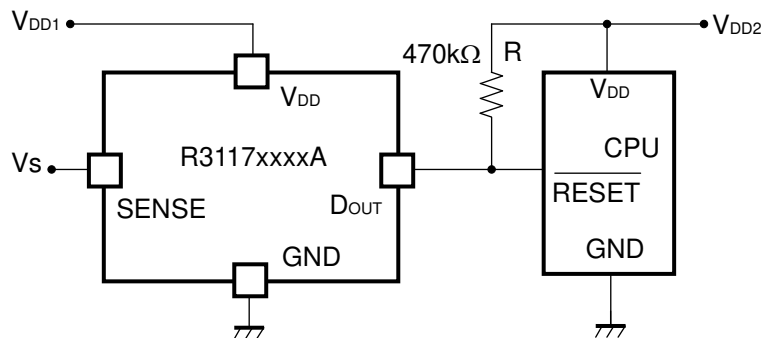 VDD1
VDD2
470kΩ R
VDD
VDD
R3117xxxxA
CPU
Vs
SENSE
DOUT
RESET
GND
GND